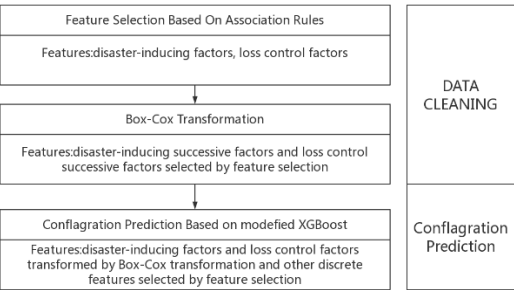 Feature Selection Based On Association Rules
Features:disaster-inducing factors, loss control factors
Box-Cox Transformation
Features:disaster-inducing successive factors and loss control
successive factors selected by feature selection
Conflagration Prediction Based on modefied XGBoost
Features:disaster-inducing factors and loss control factors
transformed by Box-Cox transformation and other discrete
features selected by feature selection
DATA
CLEANING
Conflagration
Prediction